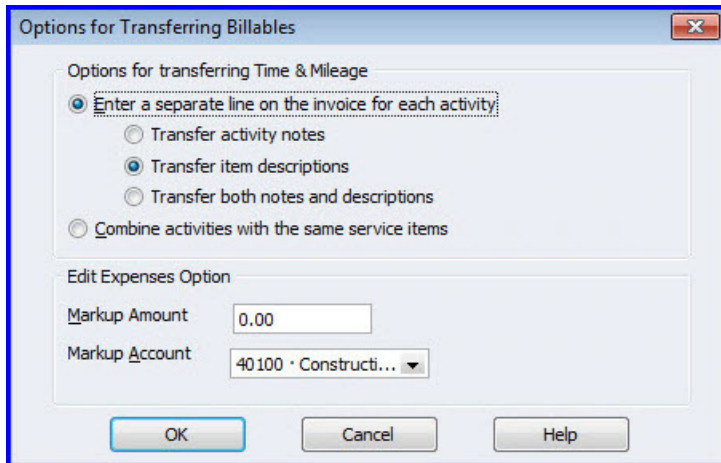 Options for Transferring Billables
Options for transferring Time & Mileage
Enter a separate line on the invoice for each activity
Transfer activity notes
Transfer item descriptions
Transfer both notes and descriptions
Combine activities with the same service items
Edit Expenses Option
Markup Amount 0.00
Markup Account 40100 · Constructi...
OK Cancel Help